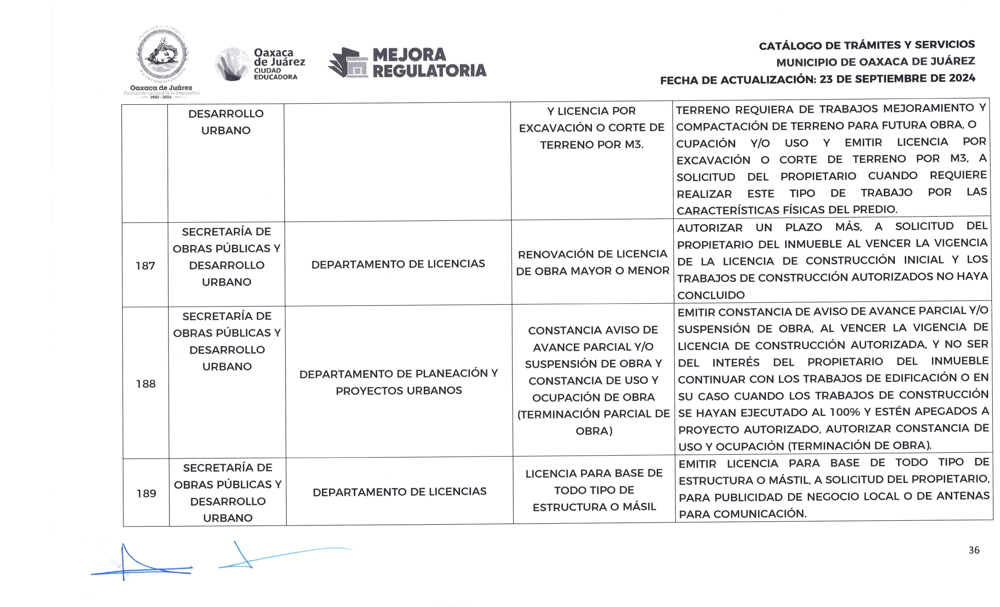 Oaxaca de Juárez
Patrimonio cultural de la humanidad
2022 - 2024
Oaxaca
de Juárez
CIUDAD
EDUCADORA
MEJORA
REGULATORIA
CATÁLOGO DE TRÁMITES Y SERVICIOS
MUNICIPIO DE OAXACA DE JUÁREZ
FECHA DE ACTUALIZACIÓN: 23 DE SEPTIEMBRE DE 2024
DESARROLLO
URBANO
Y LICENCIA POR
EXCAVACIÓN O CORTE DE
TERRENO POR M3.
TERRENO REQUIERA DE TRABAJOS MEJORAMIENTO Y
COMPACTACIÓN DE TERRENO PARA FUTURA OBRA, O
CUPACIÓN Y/O USO Y EMITIR LICENCIA POR
EXCAVACIÓN O CORTE DE TERRENO POR M3, A
SOLICITUD DEL PROPIETARIO CUANDO REQUIERE
REALIZAR ESTE TIPO DE TRABAJO POR LAS
CARACTERÍSTICAS FÍSICAS DEL PREDIO.
187
SECRETARÍA DE
OBRAS PÚBLICAS Y
DESARROLLO
URBANO
DEPARTAMENTO DE LICENCIAS
RENOVACIÓN DE LICENCIA
DE OBRA MAYOR O MENOR
AUTORIZAR UN PLAZO MÁS, A SOLICITUD DEL
PROPIETARIO DEL INMUEBLE AL VENCER LA VIGENCIA
DE LA LICENCIA DE CONSTRUCCIÓN INICIAL Y LOS
TRABAJOS DE CONSTRUCCIÓN AUTORIZADOS NO HAYA
CONCLUIDO
188
SECRETARÍA DE
OBRAS PÚBLICAS Y
DESARROLLO
URBANO
DEPARTAMENTO DE PLANEACIÓN Y
PROYECTOS URBANOS
CONSTANCIA AVISO DE
AVANCE PARCIAL Y/O
SUSPENSIÓN DE OBRA Y
CONSTANCIA DE USO Y
OCUPACIÓN DE OBRA
(TERMINACIÓN PARCIAL DE
OBRA)
EMITIR CONSTANCIA DE AVISO DE AVANCE PARCIAL Y/O
SUSPENSIÓN DE OBRA, AL VENCER LA VIGENCIA DE
LICENCIA DE CONSTRUCCIÓN AUTORIZADA, Y NO SER
DEL INTERÉS DEL PROPIETARIO DEL INMUEBLE
CONTINUAR CON LOS TRABAJOS DE EDIFICACIÓN O EN
SU CASO CUANDO LOS TRABAJOS DE CONSTRUCCIÓN
SE HAYAN EJECUTADO AL 100% Y ESTÉN APEGADOS A
PROYECTO AUTORIZADO, AUTORIZAR CONSTANCIA DE
USO Y OCUPACIÓN (TERMINACIÓN DE OBRA).
189
SECRETARÍA DE
OBRAS PÚBLICAS Y
DESARROLLO
URBANO
DEPARTAMENTO DE LICENCIAS
LICENCIA PARA BASE DE
TODO TIPO DE
ESTRUCTURA O MÁSIL
EMITIR LICENCIA PARA BASE DE TODO TIPO DE
ESTRUCTURA O MÁSTIL, A SOLICITUD DEL PROPIETARIO,
PARA PUBLICIDAD DE NEGOCIO LOCAL O DE ANTENAS
PARA COMUNICACIÓN.
36